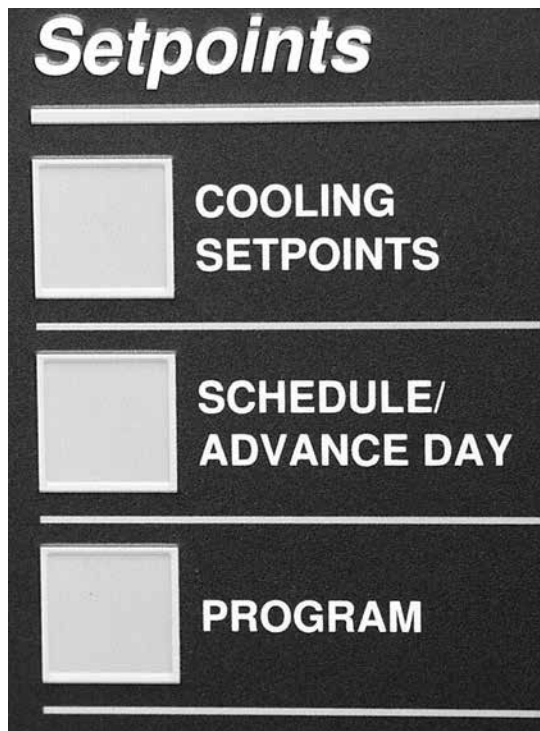 Setpoints
COOLING
SETPOINTS
SCHEDULE/
ADVANCE DAY
PROGRAM